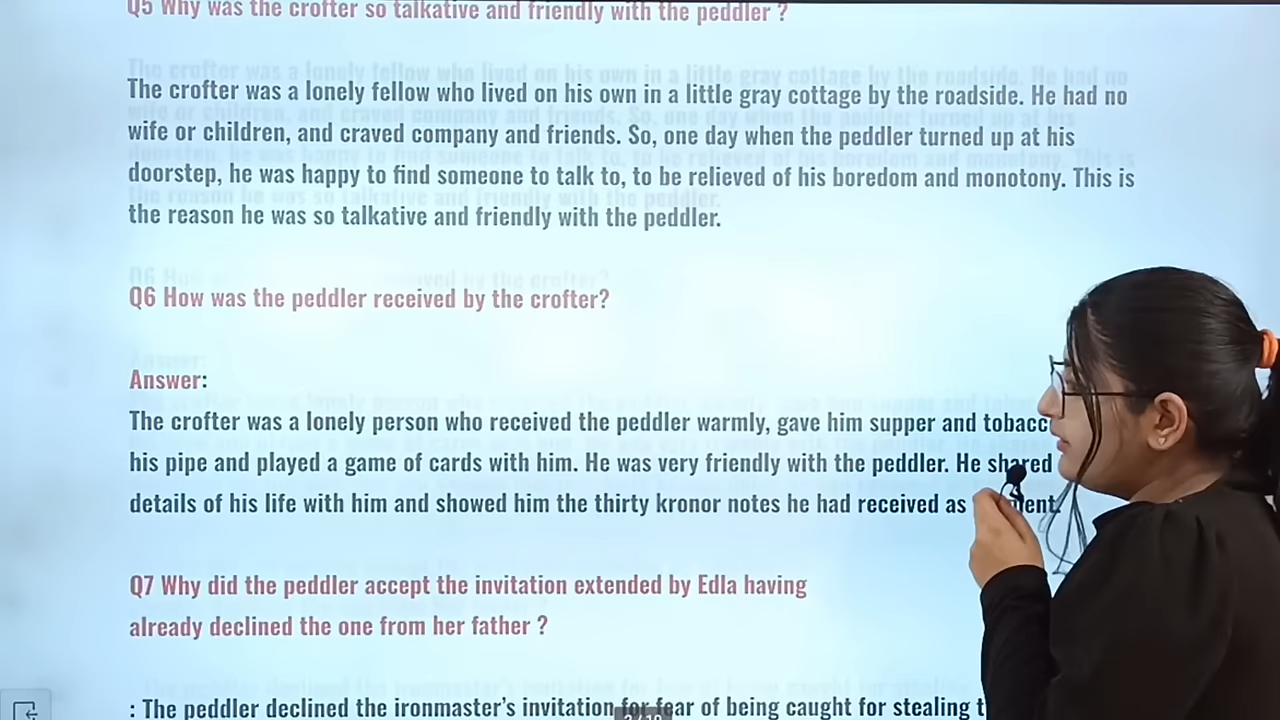 Q5 Why was the crofter so talkative and friendly with the peddler ?
The crofter was a lonely fellow who lived on his own in a little gray cottage by the roadside. He had no
wife or children, and craved company and friends. So, one day when the peddler turned up at his
doorstep, he was happy to find someone to talk to, to be relieved of his boredom and monotony. This is
the reason he was so talkative and friendly with the peddler.
Q6 How was the peddler received by the crofter?
Answer:
The crofter was a lonely person who received the peddler warmly, gave him supper and tobacc
his pipe and played a game of cards with him. He was very friendly with the peddler. He shared
details of his life with him and showed him the thirty kronor notes he had received as
Q7 Why did the peddler accept the invitation extended by Edla having
already declined the one from her father ?
: The peddler declined the ironmaster's invitation for fear of being caught for stealing t